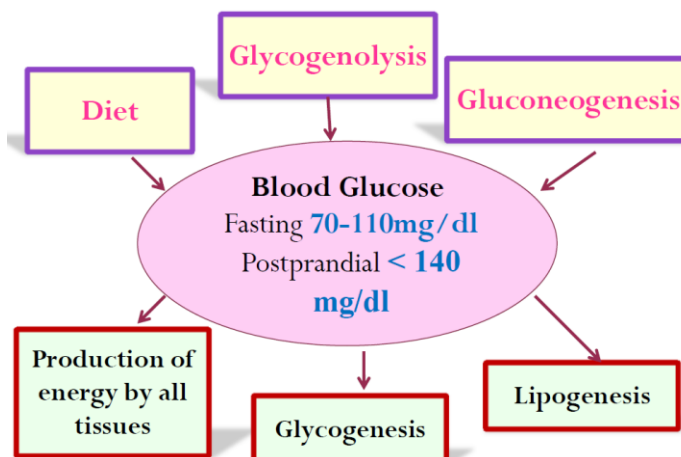 Glycogenolysis
Diet
Gluconeogenesis
Blood Glucose
Fasting 70-110mg/dl
Postprandial < 140
mg/dl
Production of
energy by all
tissues
Glycogenesis
Lipogenesis